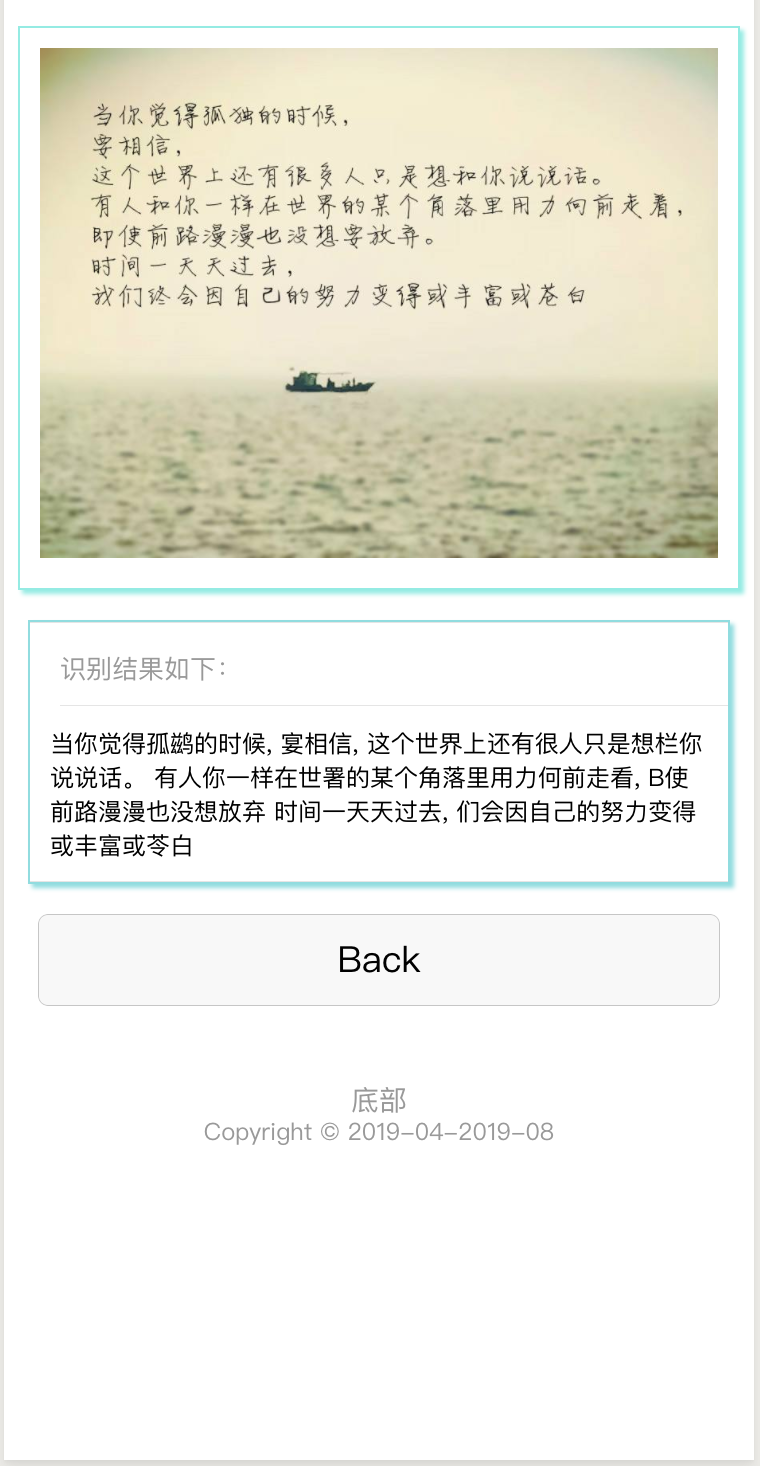 当你觉得孤独的时候，
要相信，
这个世界上还有很多人只是想和你说说话。
有人和你一样在世界的某个角落里用力向前走着，
即使前路漫漫也没想要放弃。
时间一天天过去，
我们终会因自己的努力变得或丰富或苍白
识别结果如下：
当你觉得孤鹚的时候, 宴相信, 这个世界上还有很人只是想栏你
说说话。 有人你一样在世署的某个角落里用力何前走看, B使
前路漫漫也没想放弃 时间一天天过去, 们会因自己的努力变得
或丰富或苓白
Back
底部
Copyright © 2019-04-2019-08